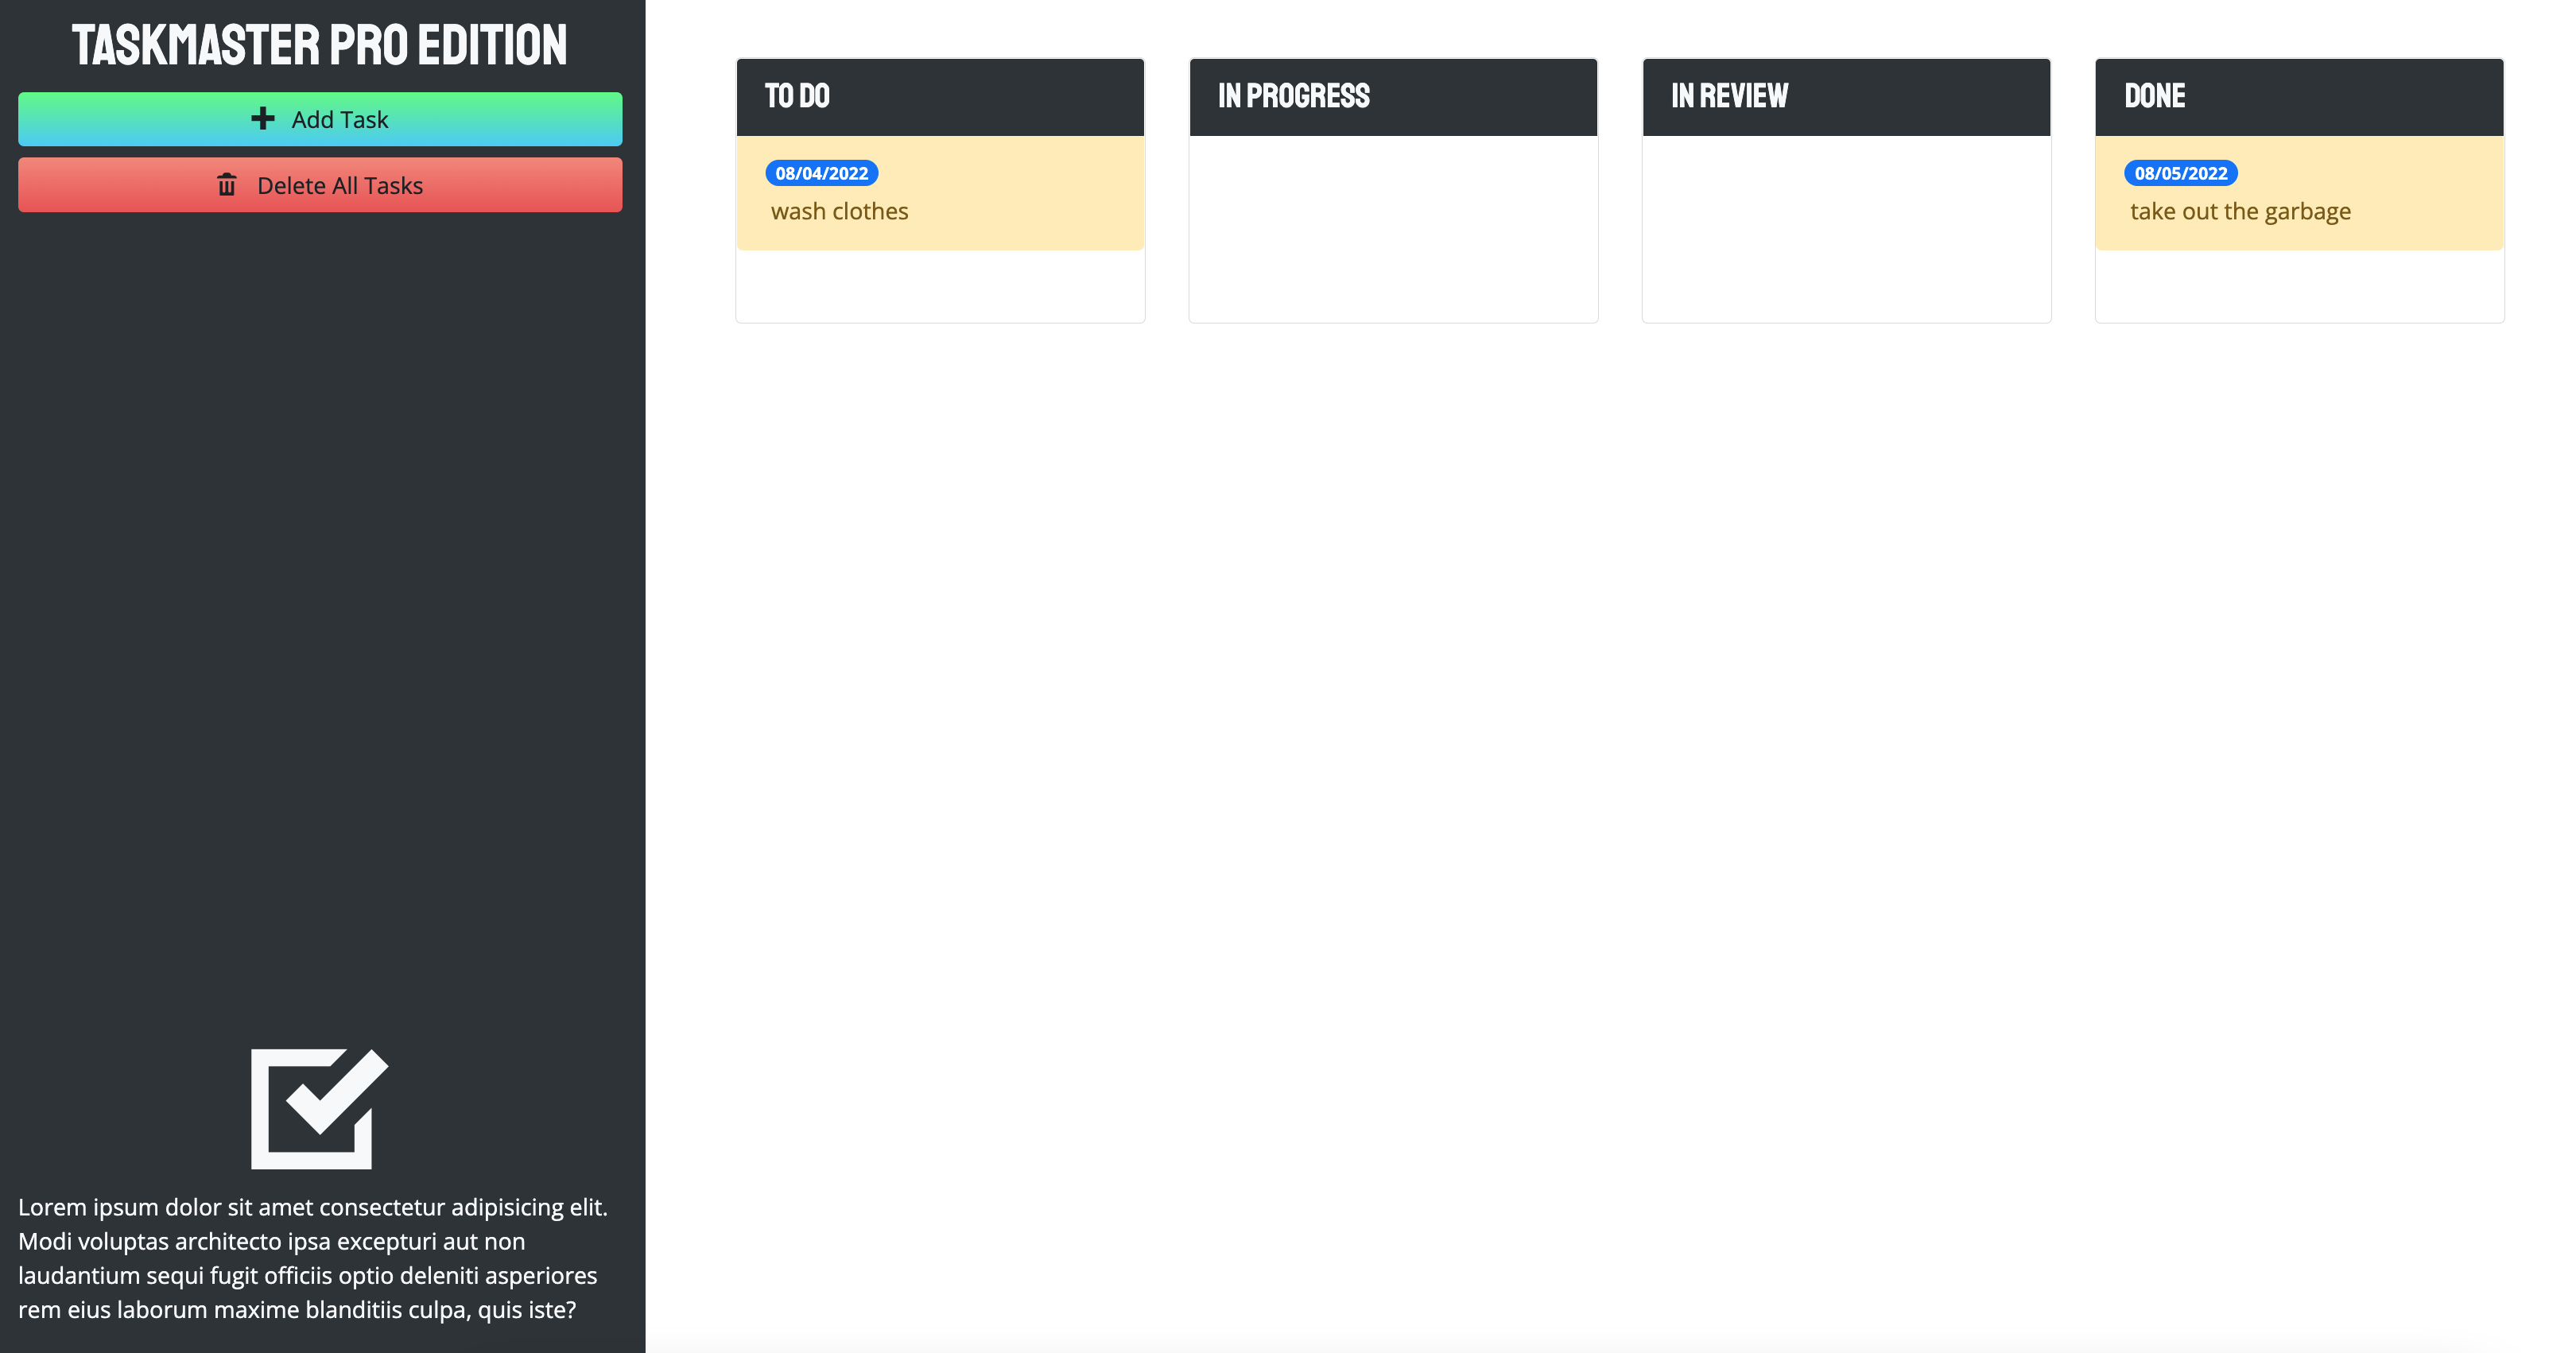 TASKMASTER PRO EDITION
Add Task
Delete All Tasks
TO DO
08/04/2022
wash clothes
IN PROGRESS
IN REVIEW
DONE
08/05/2022
take out the garbage
Lorem ipsum dolor sit amet consectetur adipisicing elit.
Modi voluptas architecto ipsa excepturi aut non
laudantium sequi fugit officiis optio deleniti asperiores
rem eius laborum maxime blanditiis culpa, quis iste?